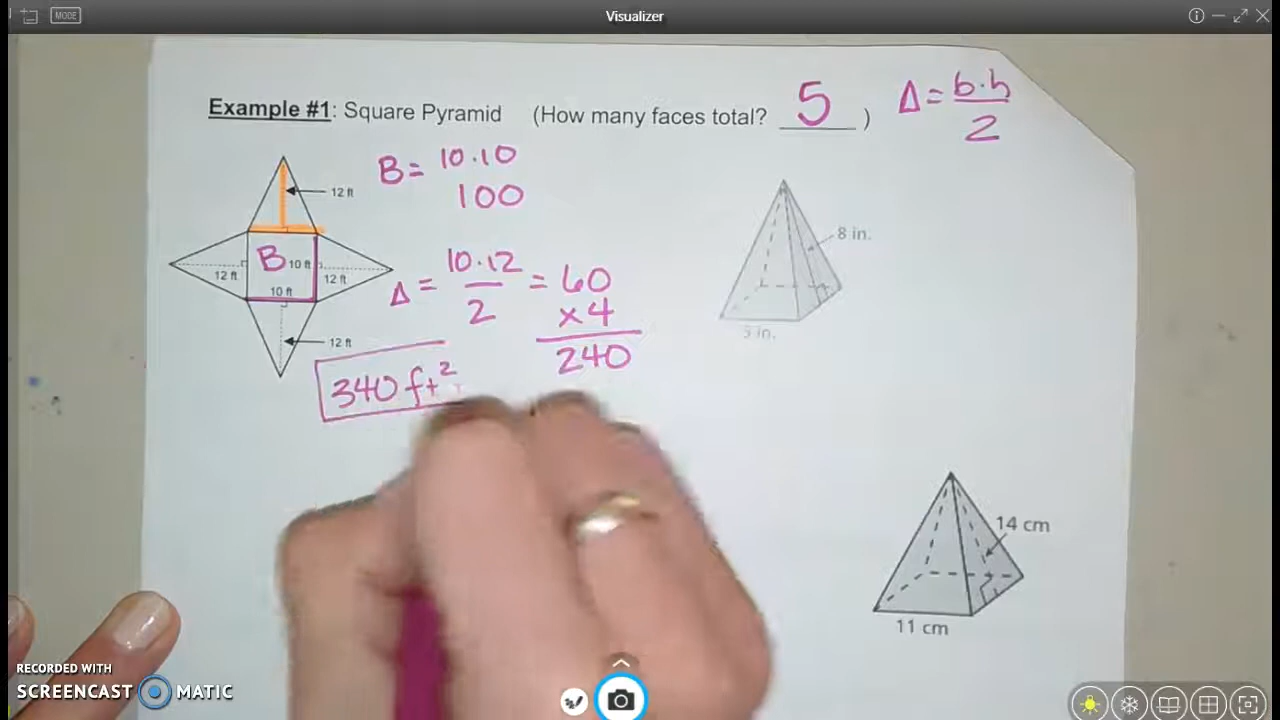 MODE
Visualizer
Example #1: Square Pyramid (How many faces total? 5 )
Δ = b·h
2
B = 10·10
100
12 ft
8 in.
B
10 ft
12 ft
12 ft
10 ft
Δ = 10·12 = 60
2
x4
240
12 ft
340 ft²
14 cm
11 cm
RECORDED WITH
SCREENCAST MATIC